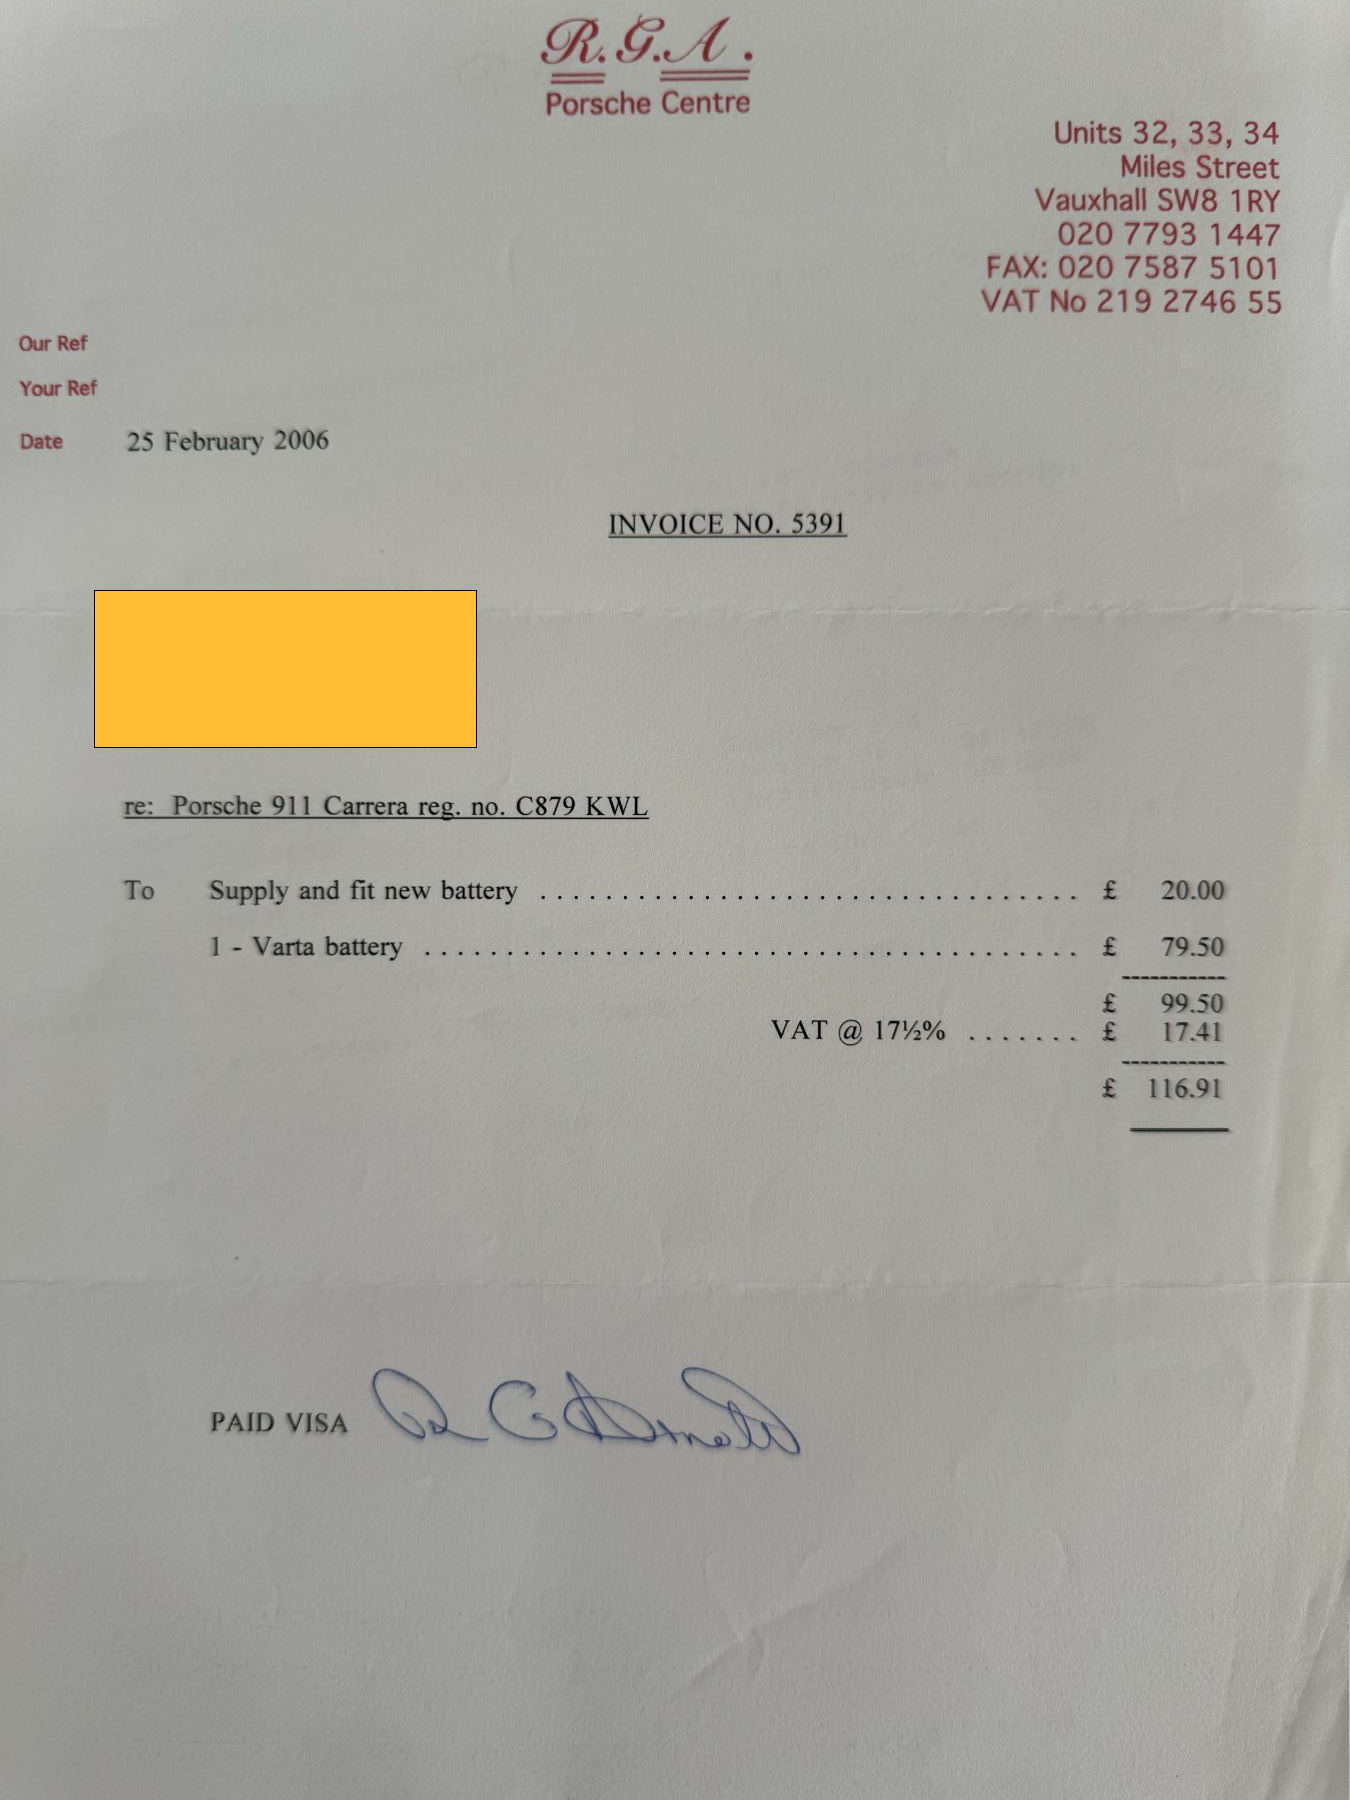 R.G.A.
Porsche Centre
Units 32, 33, 34
Miles Street
Vauxhall SW8 1RY
020 7793 1447
FAX: 020 7587 5101
VAT No 219 2746 55
Our Ref
Your Ref
Date 25 February 2006
INVOICE NO. 5391
re: Porsche 911 Carrera reg. no. C879 KWL
To Supply and fit new battery .................................. £ 20.00
1 - Varta battery ......................................... £ 79.50
-----------
£ 99.50
VAT @ 17½% ....... £ 17.41
-----------
£ 116.91
PAID VISA